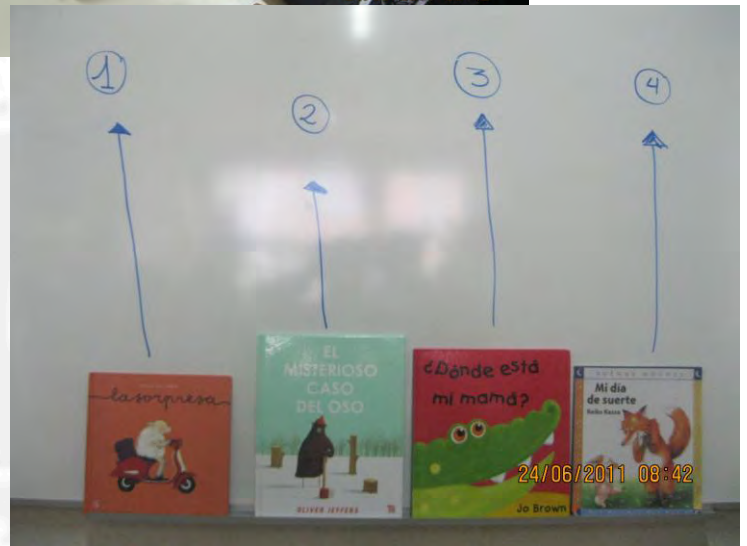 1
2
3
4
la sorpresa
EL
MISTERIOSO
CASO
DEL OSO
OLIVER JEFFERS
¿Dónde está
mi mamá?
Jo Brown
Mi día
de suerte
Keiko Kasza
24/06/2011 08:42